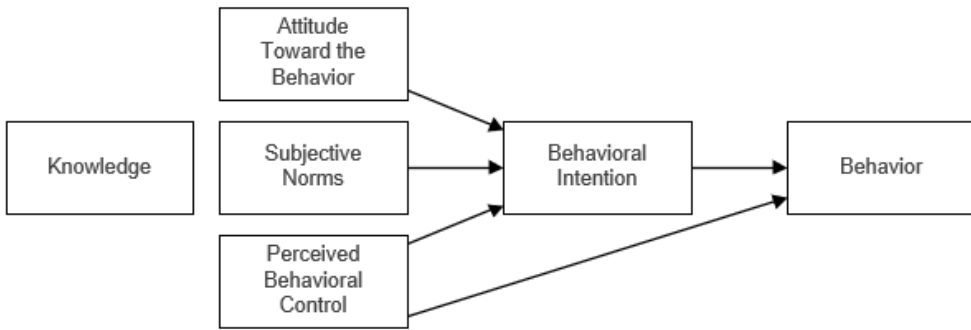 Attitude
Toward the
Behavior
Knowledge
Subjective
Norms
Behavioral
Intention
Behavior
Perceived
Behavioral
Control